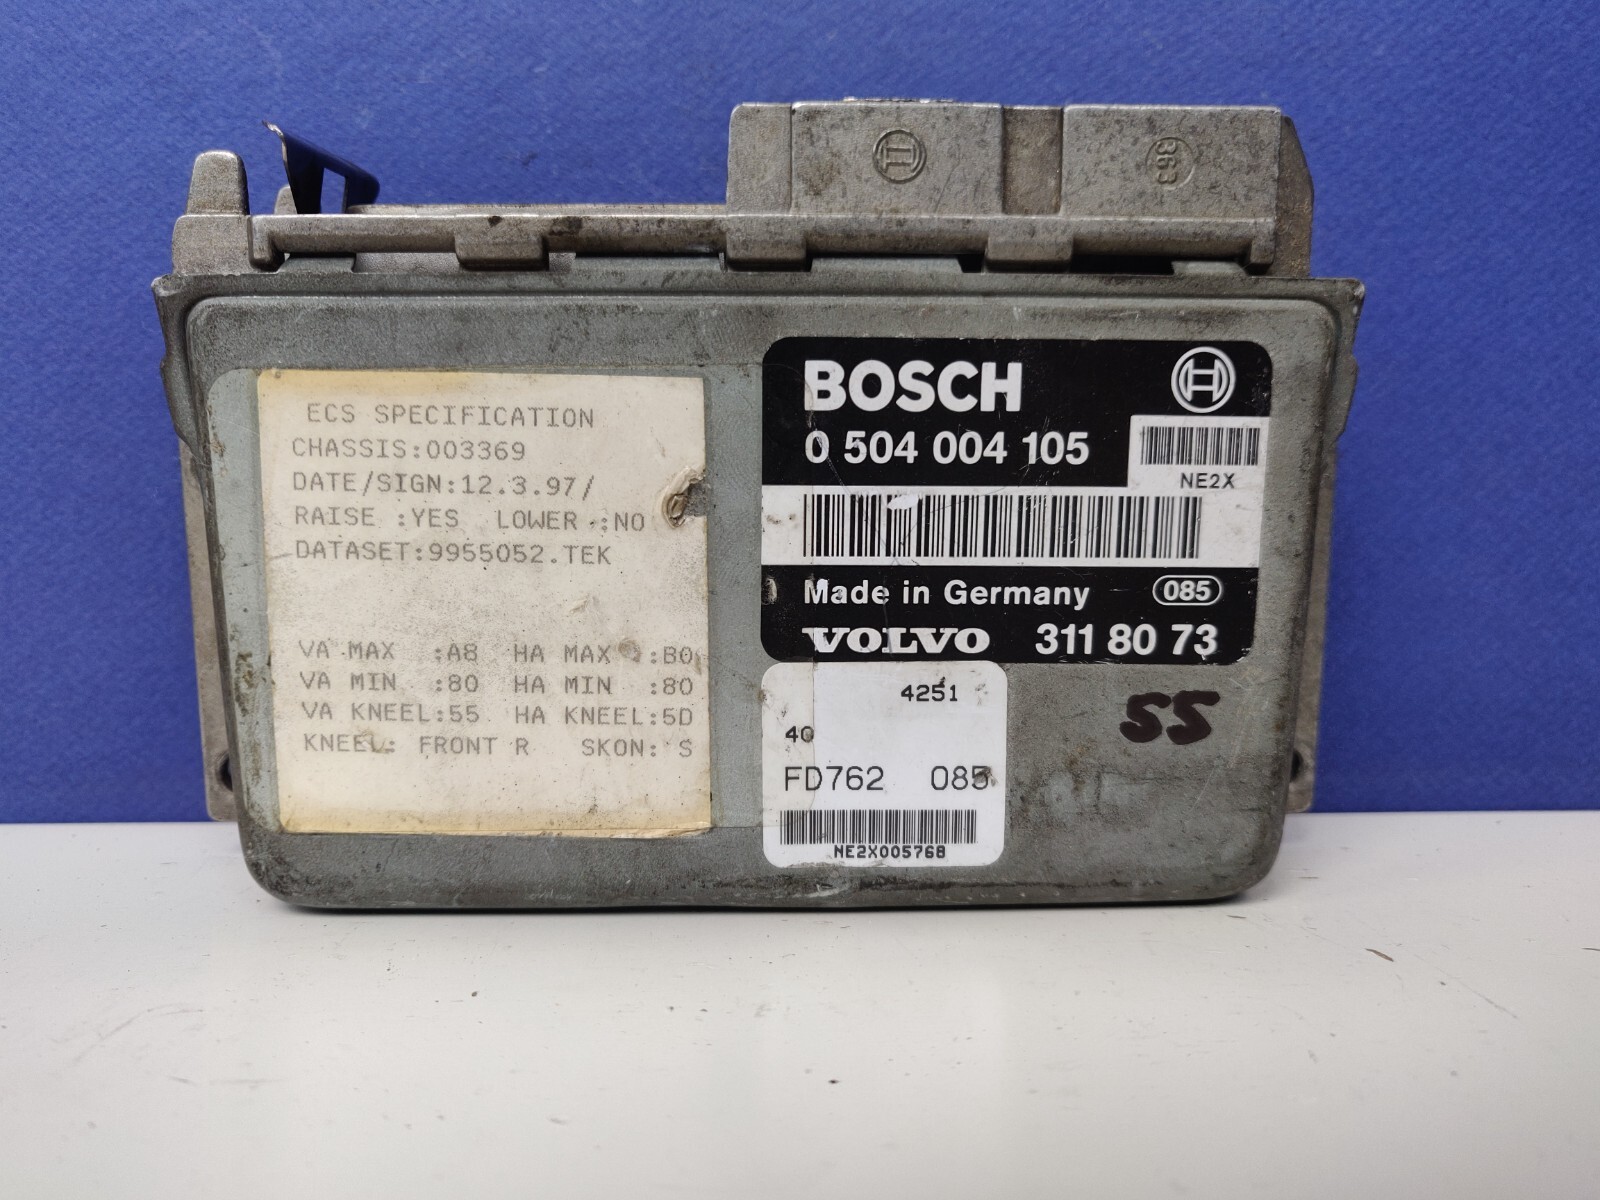 363
ECS SPECIFICATION
CHASSIS:003369
DATE/SIGN:12.3.97/
RAISE :YES LOWER :NO
DATASET:9955052.TEK
VA MAX :A8 HA MAX :B0
VA MIN :80 HA MIN :80
VA KNEEL:55 HA KNEEL:5D
KNEEL: FRONT R SKON: S
BOSCH
0 504 004 105
NE2X
Made in Germany 085
VOLVO 311 80 73
4251
40
FD762 085
NE2X005768
55